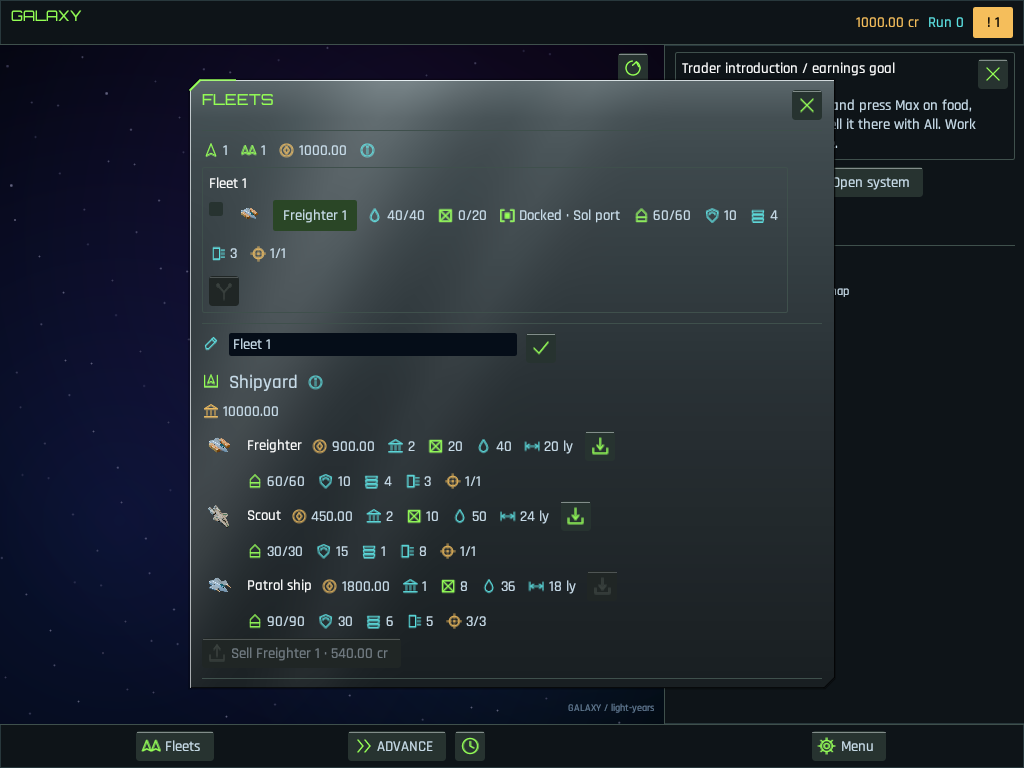 GALAXY
1000.00 cr Run 0 ! 1
Trader introduction / earnings goal
and press Max on food,
ll it there with All. Work
Open system
FLEETS
1 1 1000.00
Fleet 1
Freighter 1 40/40 0/20 Docked · Sol port 60/60 10 4
3 1/1
Fleet 1
Shipyard
10000.00
Freighter 900.00 2 20 40 20 ly
60/60 10 4 3 1/1
Scout 450.00 2 10 50 24 ly
30/30 15 1 8 1/1
Patrol ship 1800.00 1 8 36 18 ly
90/90 30 6 5 3/3
Sell Freighter 1 · 540.00 cr
GALAXY / light-years
Fleets ADVANCE Menu